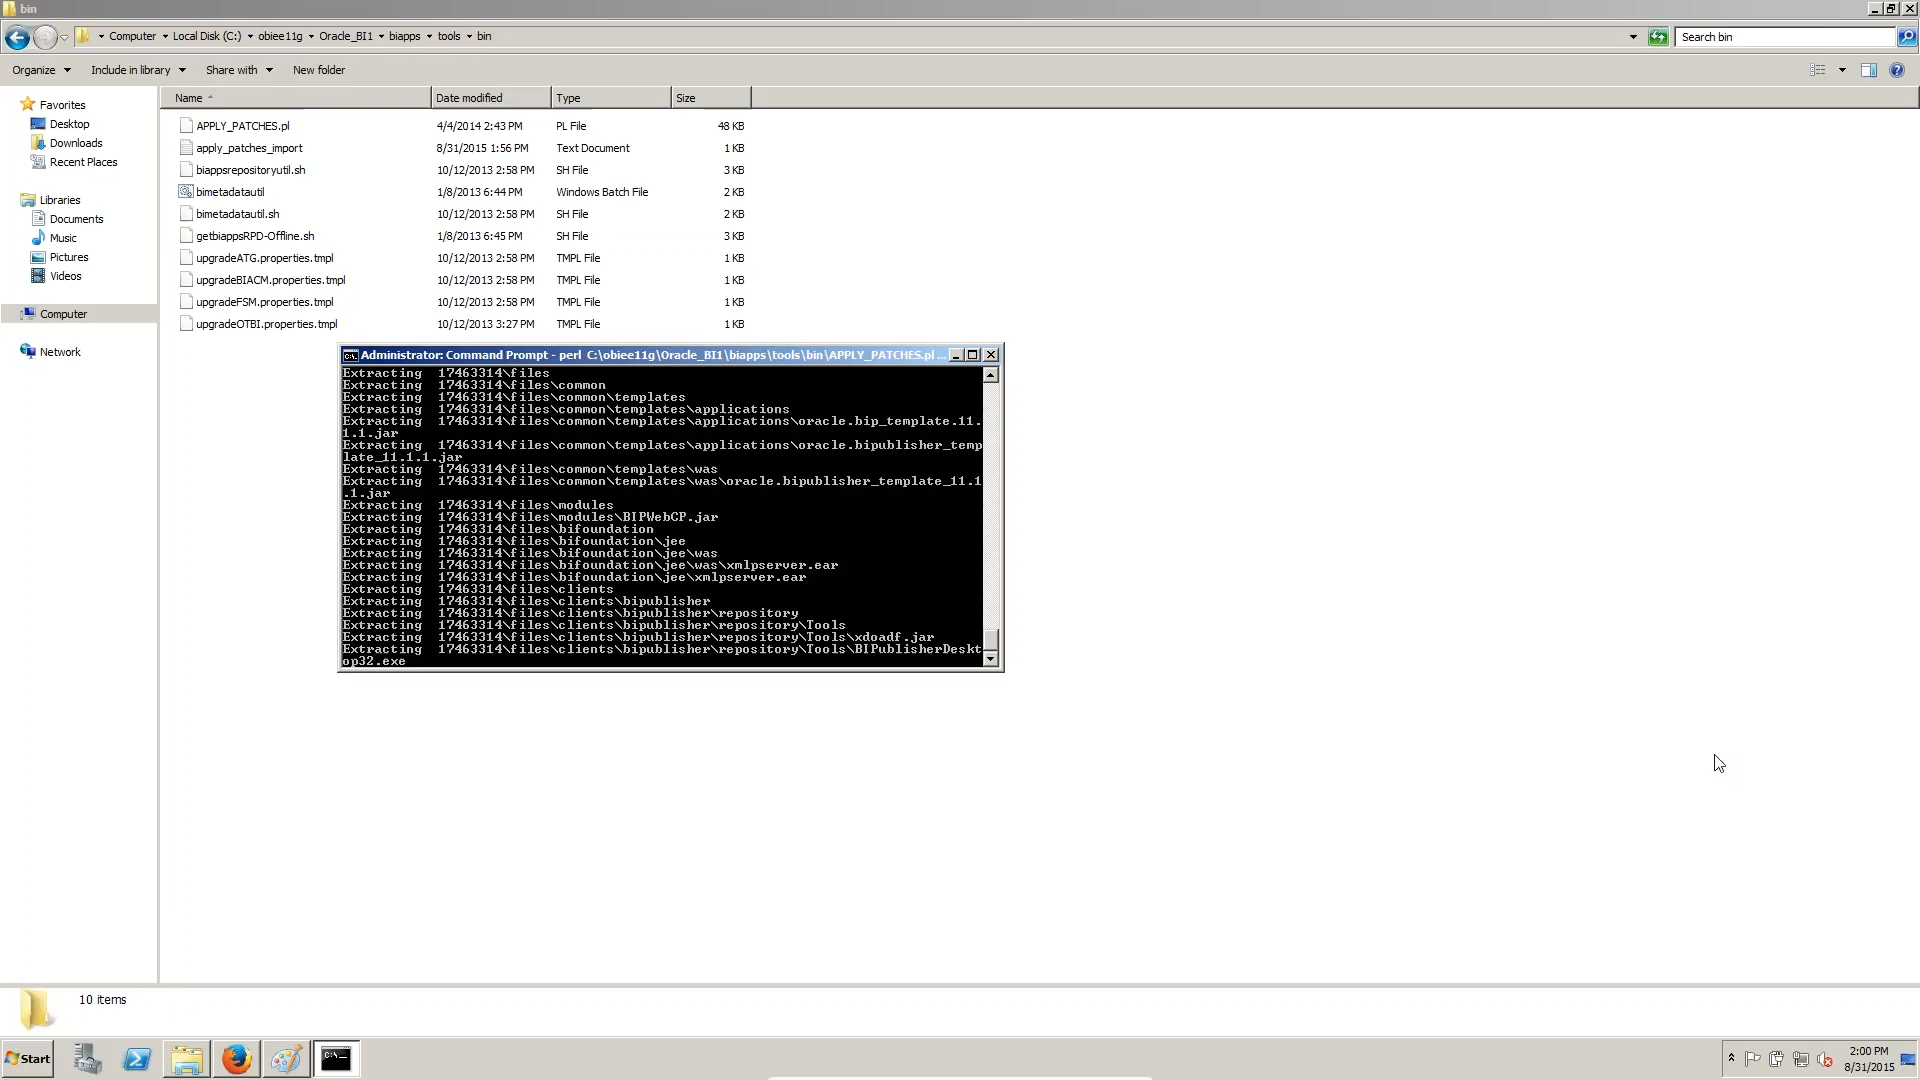 bin
Computer Local Disk (C:) obiee11g Oracle_BI1 biapps tools bin
Search bin
Organize Include in library Share with New folder
Name Date modified Type Size
Favorites
Desktop
Downloads
Recent Places
Libraries
Documents
Music
Pictures
Videos
Computer
Network
APPLY_PATCHES.pl 4/4/2014 2:43 PM PL File 48 KB
apply_patches_import 8/31/2015 1:56 PM Text Document 1 KB
biappsrepositoryutil.sh 10/12/2013 2:58 PM SH File 3 KB
bimetadatautil 1/8/2013 6:44 PM Windows Batch File 2 KB
bimetadatautil.sh 10/12/2013 2:58 PM SH File 2 KB
getbiappsRPD-Offline.sh 1/8/2013 6:45 PM SH File 3 KB
upgradeATG.properties.tmpl 10/12/2013 2:58 PM TMPL File 1 KB
upgradeBIACM.properties.tmpl 10/12/2013 2:58 PM TMPL File 1 KB
upgradeFSM.properties.tmpl 10/12/2013 2:58 PM TMPL File 1 KB
upgradeOTBI.properties.tmpl 10/12/2013 3:27 PM TMPL File 1 KB
Administrator: Command Prompt - perl C:\obiee11g\Oracle_BI1\biapps\tools\bin\APPLY_PATCHES.pl ...
Extracting 17463314\files
Extracting 17463314\files\common
Extracting 17463314\files\common\templates
Extracting 17463314\files\common\templates\applications
Extracting 17463314\files\common\templates\applications\oracle.bip_template.11.
1.1.jar
Extracting 17463314\files\common\templates\applications\oracle.bipublisher_temp
late_11.1.1.jar
Extracting 17463314\files\common\templates\was
Extracting 17463314\files\common\templates\was\oracle.bipublisher_template_11.1
.1.jar
Extracting 17463314\files\modules
Extracting 17463314\files\modules\BIPWebCP.jar
Extracting 17463314\files\bifoundation
Extracting 17463314\files\bifoundation\jee
Extracting 17463314\files\bifoundation\jee\was
Extracting 17463314\files\bifoundation\jee\was\xmlpserver.ear
Extracting 17463314\files\bifoundation\jee\xmlpserver.ear
Extracting 17463314\files\clients
Extracting 17463314\files\clients\bipublisher
Extracting 17463314\files\clients\bipublisher\repository
Extracting 17463314\files\clients\bipublisher\repository\Tools
Extracting 17463314\files\clients\bipublisher\repository\Tools\xdoadf.jar
Extracting 17463314\files\clients\bipublisher\repository\Tools\BIPublisherDeskt
op32.exe
10 items
Start
2:00 PM
8/31/2015